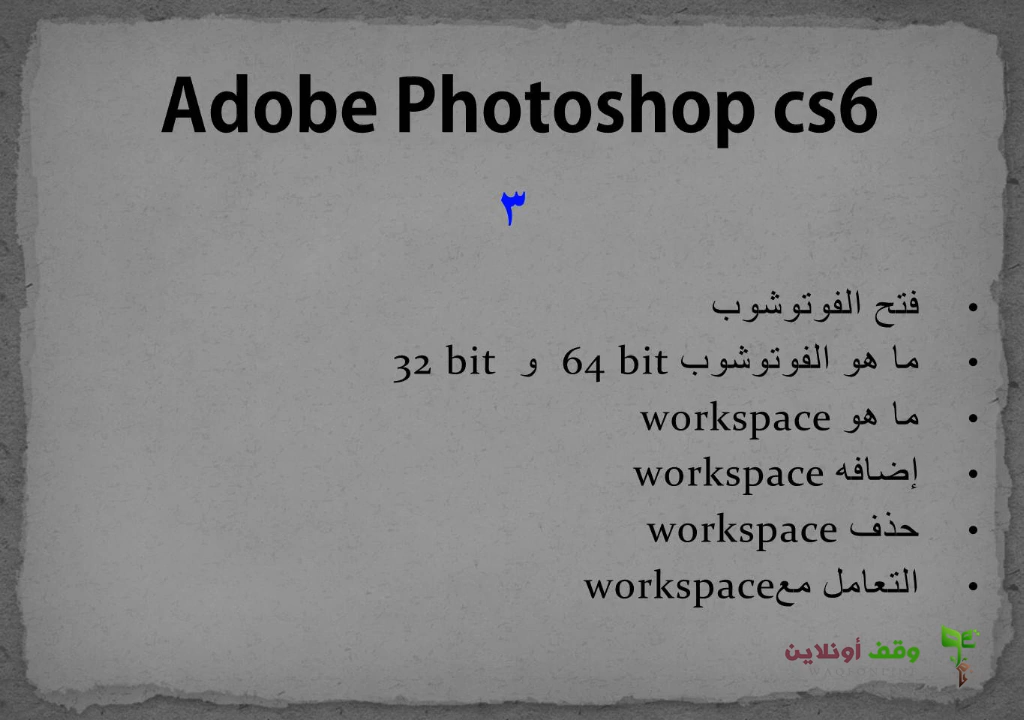 Adobe Photoshop cs6
٣
• فتح الفوتوشوب
• ما هو الفوتوشوب 64 bit و 32 bit
• ما هو workspace
• إضافه workspace
• حذف workspace
• التعامل معworkspace
وقف أونلاين